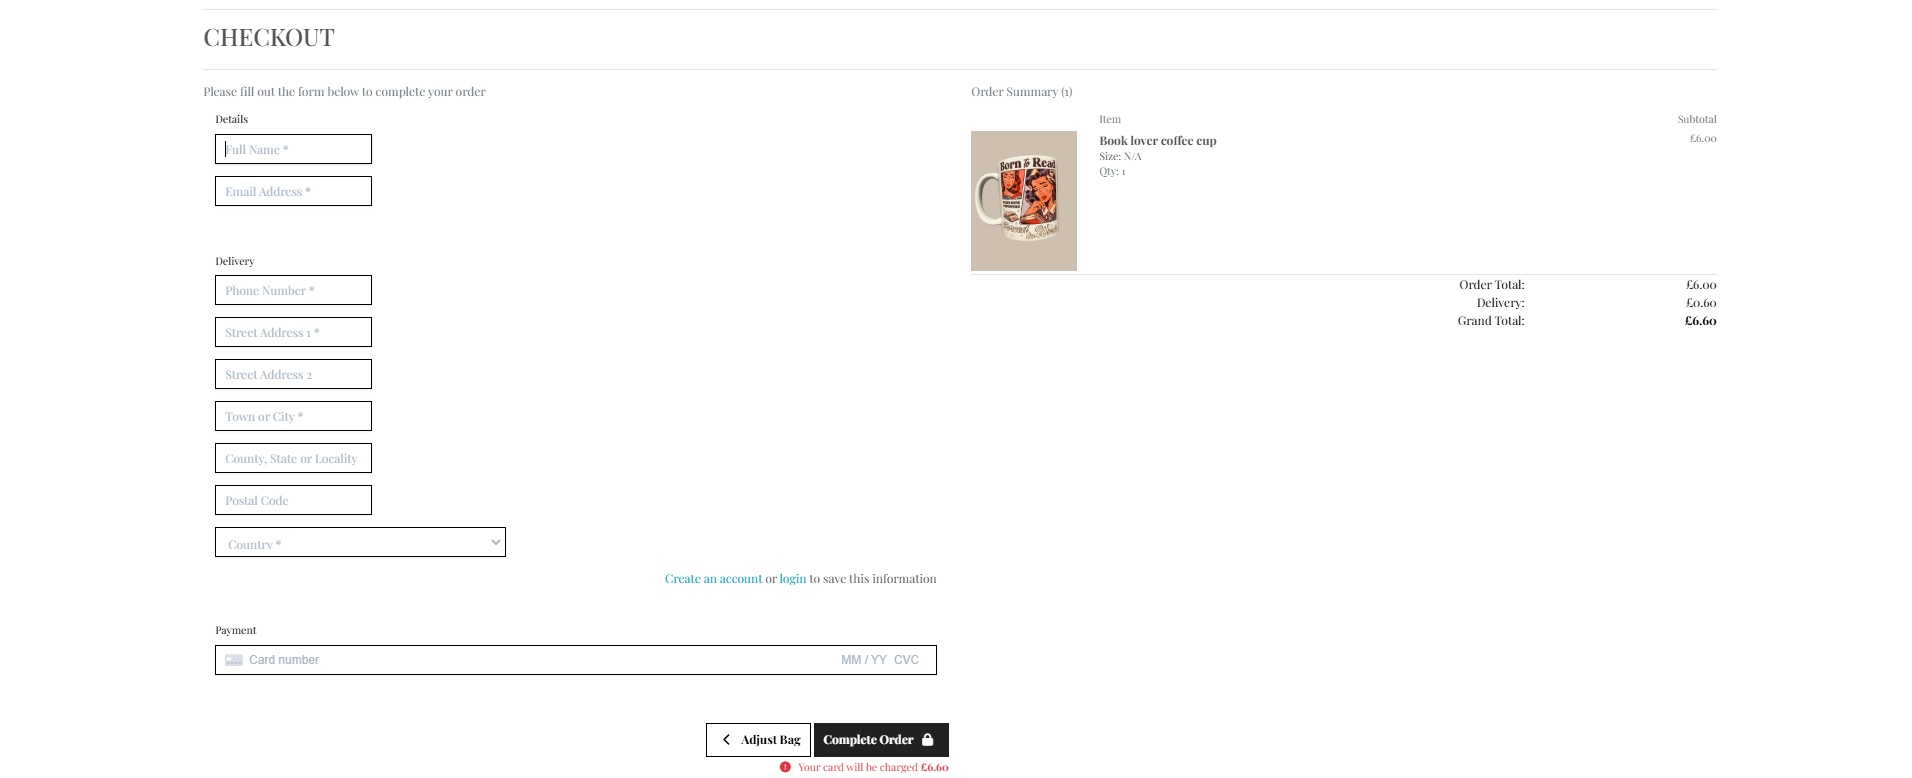 CHECKOUT
Please fill out the form below to complete your order
Details
Full Name *
Email Address *
Delivery
Phone Number *
Street Address 1 *
Street Address 2
Town or City *
County, State or Locality
Postal Code
Country *
Create an account or login to save this information
Payment
Card number MM / YY CVC
Adjust Bag
Complete Order
Your card will be charged £6.60
Order Summary (1)
Item Subtotal
Born to Read
Book lover coffee cup £6.00
Size: N/A
Qty: 1
Order Total: £6.00
Delivery: £0.60
Grand Total: £6.60